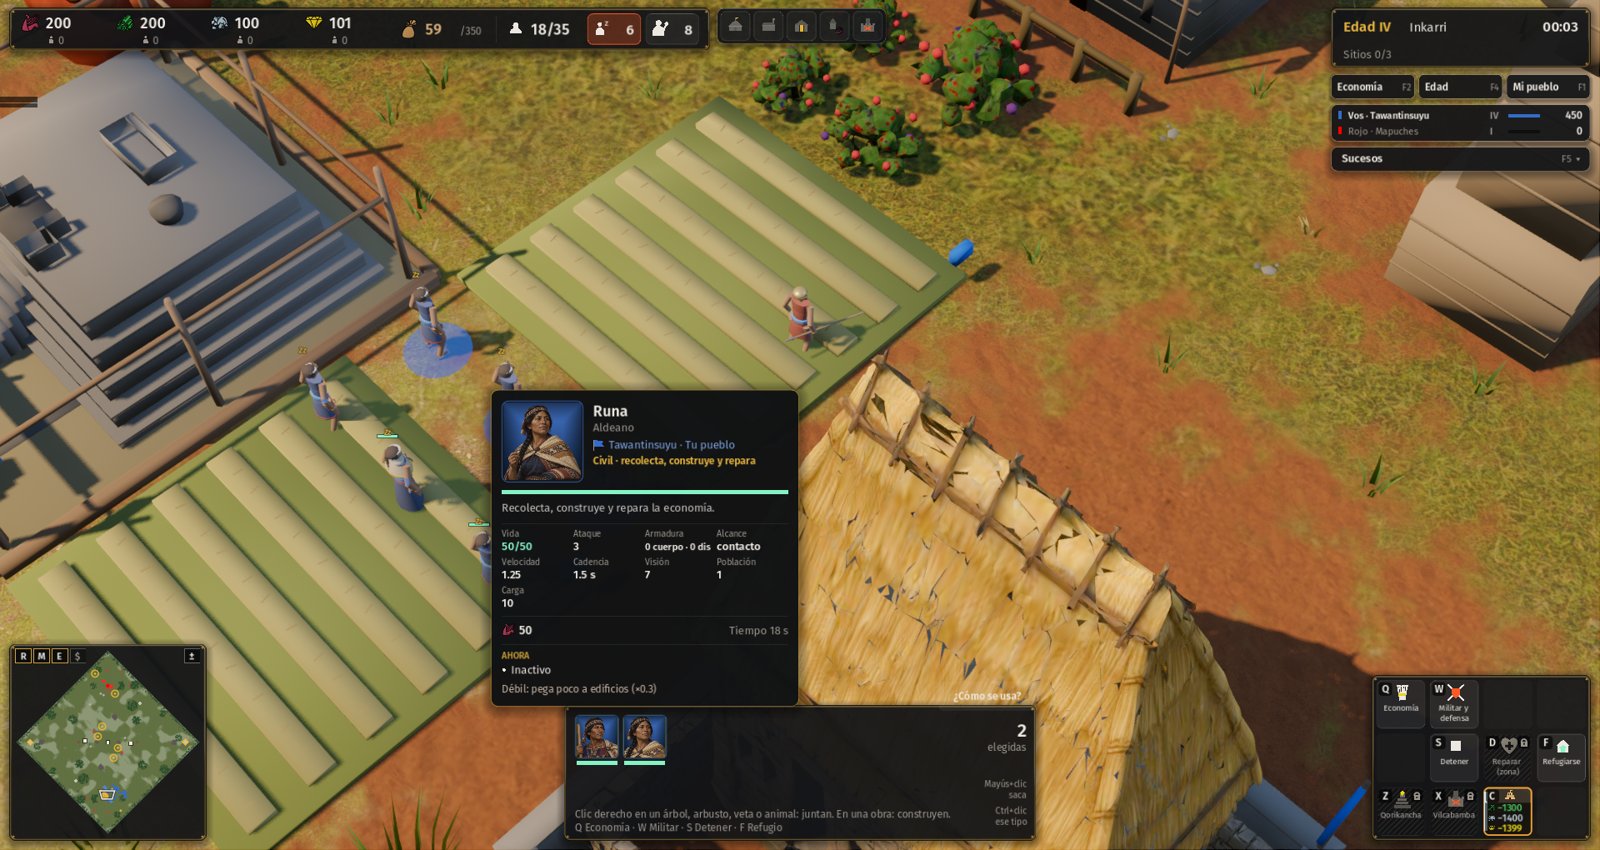 200
200
100
101
59 /350
18/35
6
8
0
0
0
0
Edad IV Inkarri 00:03
Sitios 0/3
Economía F2
Edad F4
Mi pueblo F1
Vos · Tawantinsuyu IV 450
Rojo · Mapuches I 0
Sucesos F5
zz
zz
zz
Runa
Aldeano
Tawantinsuyu · Tu pueblo
Civil · recolecta, construye y repara
Recolecta, construye y repara la economía.
Vida Ataque Armadura Alcance
50/50 3 0 cuerpo · 0 dis contacto
Velocidad Cadencia Visión Población
1.25 1.5 s 7 1
Carga
10
50 Tiempo 18 s
AHORA
• Inactivo
Débil: pega poco a edificios (×0.3)
¿Cómo se usa?
2
elegidas
Mayús+clic
saca
Ctrl+clic
ese tipo
Clic derecho en un árbol, arbusto, veta o animal: juntan. En una obra: construyen.
Q Economía · W Militar · S Detener · F Refugio
R M E $ ±
Q Economía
W Militar y
defensa
S Detener
D Reparar
(zona)
F Refugiarse
Z Qorikancha
X Vilcabamba
C
−1300
−1400
−1399